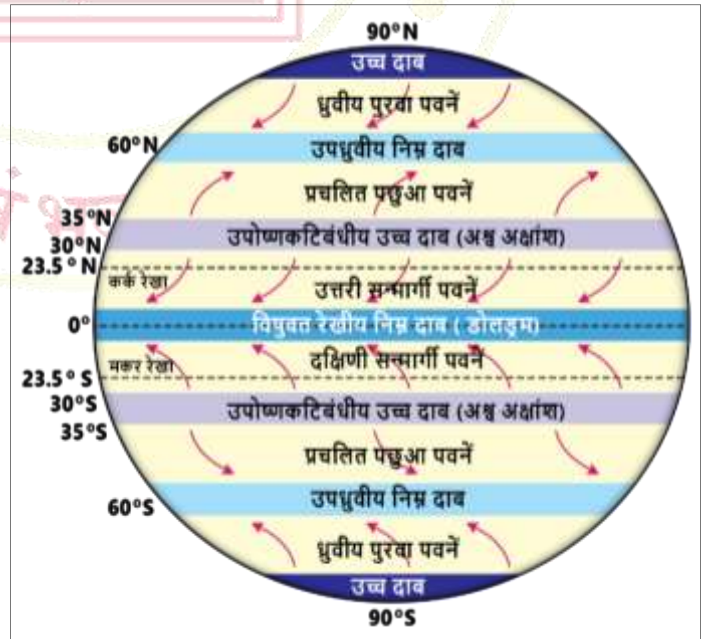 90°N
उच्च दाब
ध्रुवीय पुरवा पवनें
60°N
उपध्रुवीय निम्न दाब
प्रचलित पछुआ पवनें
35°N
उपोष्णकटिबंधीय उच्च दाब (अश्व अक्षांश)
30°N
23.5° N
कर्क रेखा
उत्तरी सन्मार्गी पवनें
0°
विषुवत रेखीय निम्न दाब ( डोलड्रम)
मकर रेखा
दक्षिणी सन्मार्गी पवनें
23.5° S
30°S
उपोष्णकटिबंधीय उच्च दाब (अश्व अक्षांश)
35°S
प्रचलित पछुआ पवनें
60°S
उपध्रुवीय निम्न दाब
ध्रुवीय पुरवा पवनें
उच्च दाब
90°S